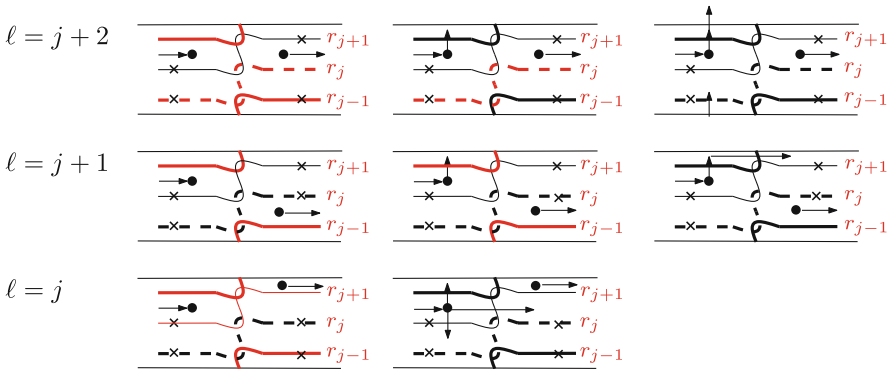 ℓ = j + 2
r_{j+1} r_{j+1} r_{j+1}
r_j r_j r_j
r_{j−1} r_{j−1} r_{j−1}
ℓ = j + 1
r_{j+1} r_{j+1} r_{j+1}
r_j r_j r_j
r_{j−1} r_{j−1} r_{j−1}
ℓ = j
r_{j+1} r_{j+1}
r_j r_j
r_{j−1} r_{j−1}